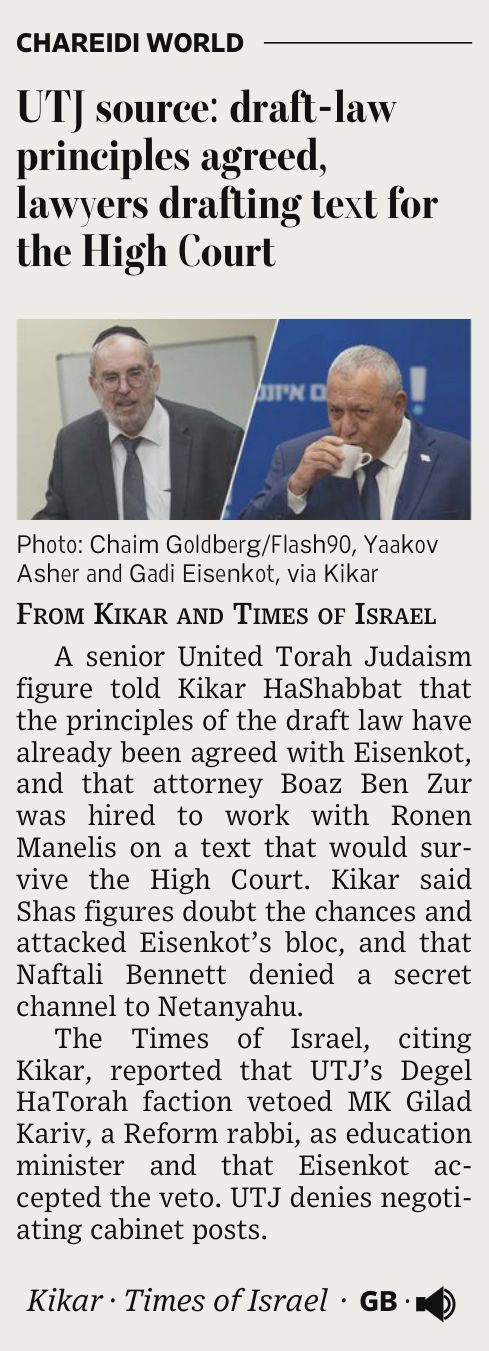 CHAREIDI WORLD
UTJ source: draft-law
principles agreed,
lawyers drafting text for
the High Court
ם איזנ
!
Photo: Chaim Goldberg/Flash90, Yaakov
Asher and Gadi Eisenkot, via Kikar
FROM KIKAR AND TIMES OF ISRAEL
A senior United Torah Judaism
figure told Kikar HaShabbat that
the principles of the draft law have
already been agreed with Eisenkot,
and that attorney Boaz Ben Zur
was hired to work with Ronen
Manelis on a text that would sur-
vive the High Court. Kikar said
Shas figures doubt the chances and
attacked Eisenkot’s bloc, and that
Naftali Bennett denied a secret
channel to Netanyahu.
The Times of Israel, citing
Kikar, reported that UTJ’s Degel
HaTorah faction vetoed MK Gilad
Kariv, a Reform rabbi, as education
minister and that Eisenkot ac-
cepted the veto. UTJ denies negoti-
ating cabinet posts.
Kikar · Times of Israel · GB ·